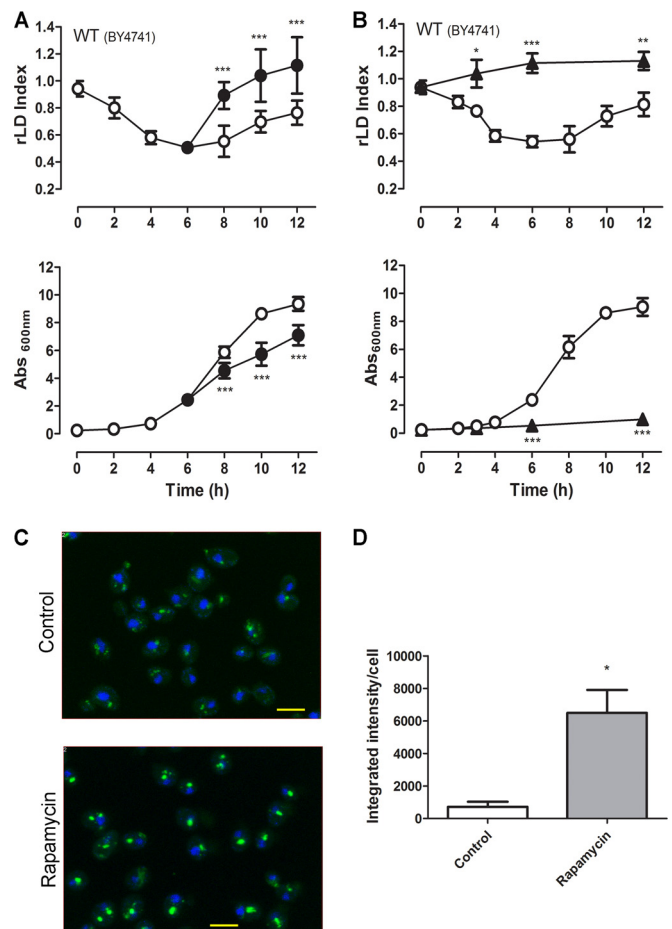 A
WT (BY4741)
rLD Index
1.4
1.2
1.0
0.8
0.6
0.4
0.2
***
***
***
0 2 4 6 8 10 12
Abs 600nm
12
10
8
6
4
2
0
***
***
***
0 2 4 6 8 10 12
Time (h)
B
WT (BY4741)
rLD Index
1.4
1.2
1.0
0.8
0.6
0.4
0.2
*
***
**
0 2 4 6 8 10 12
Abs600nm
12
10
8
6
4
2
0
***
***
0 2 4 6 8 10 12
Time (h)
C
Control
Rapamycin
D
Integrated intensity/cell
10000
8000
6000
4000
2000
0
*
Control
Rapamycin